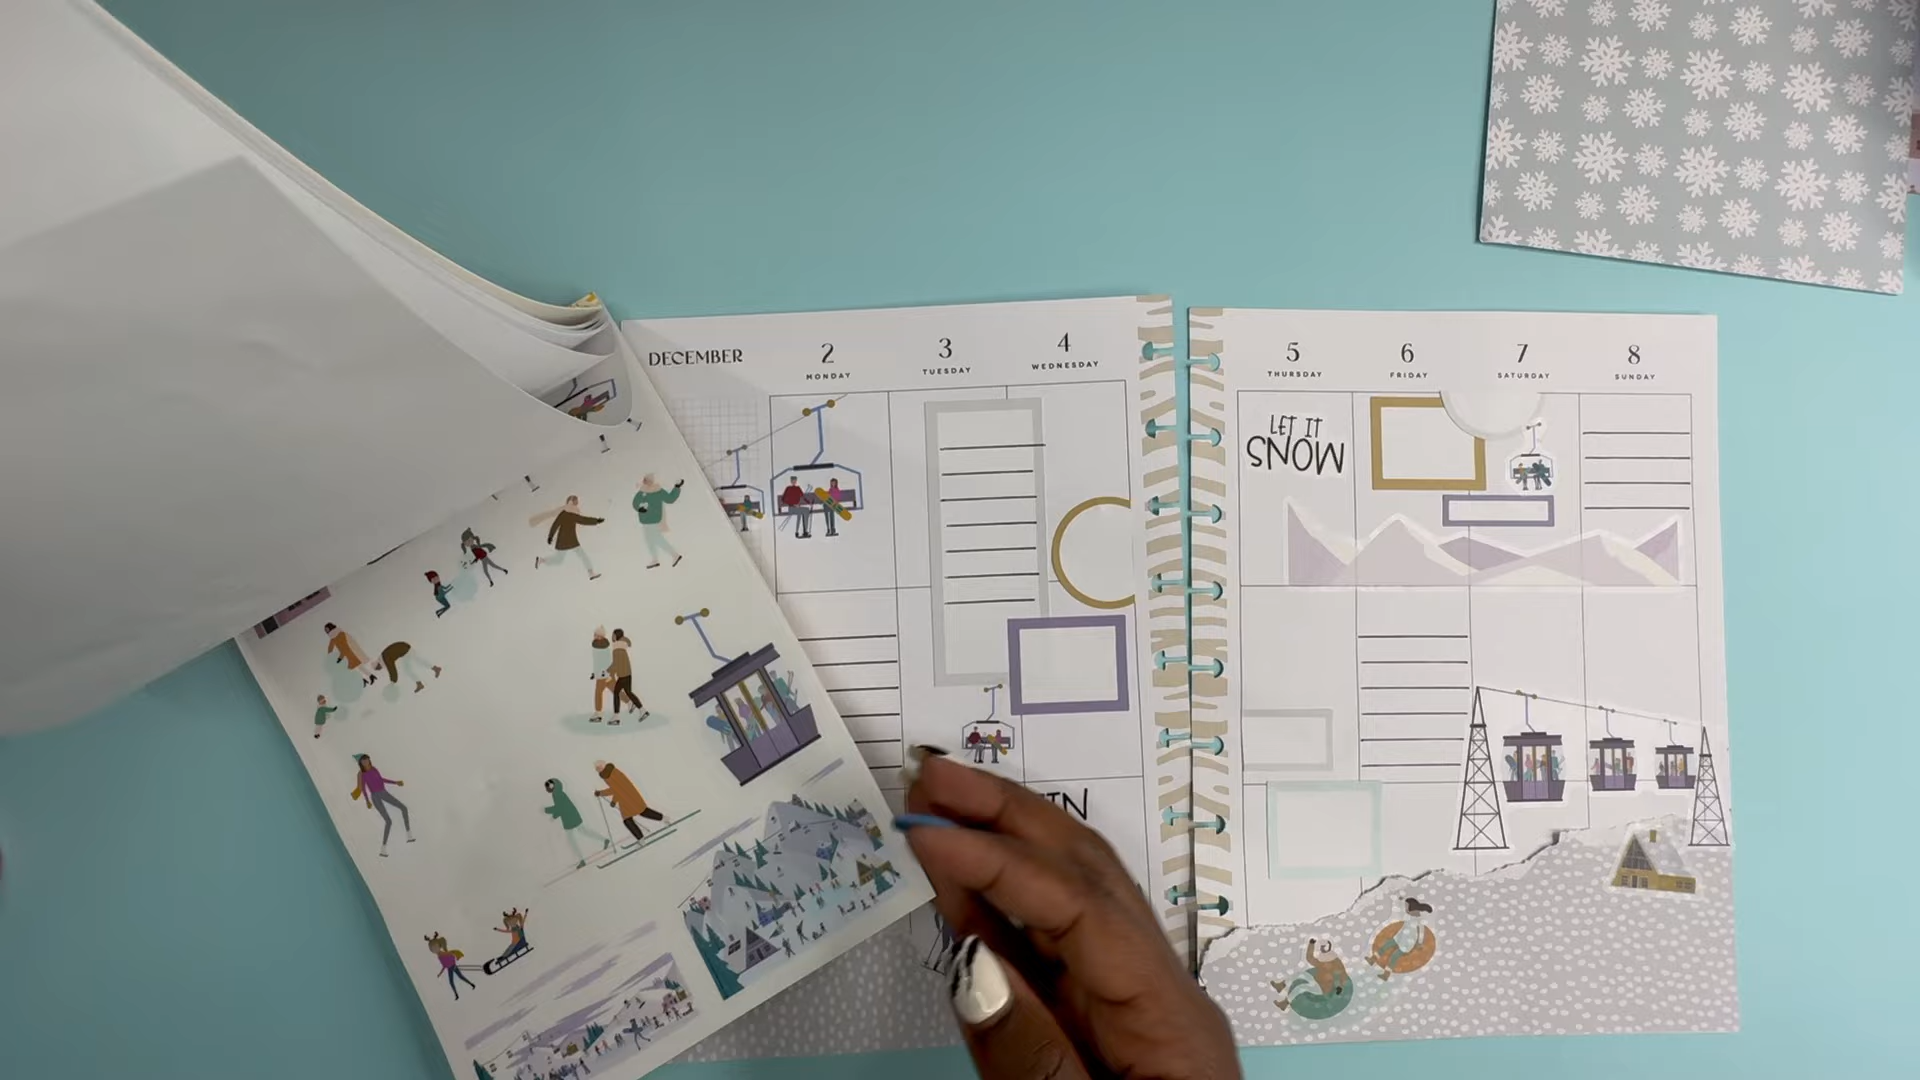 DECEMBER
2
MONDAY
3
TUESDAY
4
WEDNESDAY
5
THURSDAY
6
FRIDAY
7
SATURDAY
8
SUNDAY
LET IT
SNOW